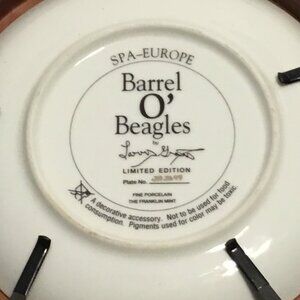 SPA-EUROPE
Barrel
O'
Beagles
by
LIMITED EDITION
Plate No.
FINE PORCELAIN
THE FRANKLIN MINT
A decorative accessory. Not to be used for food
consumption. Pigments used for color may be toxic.